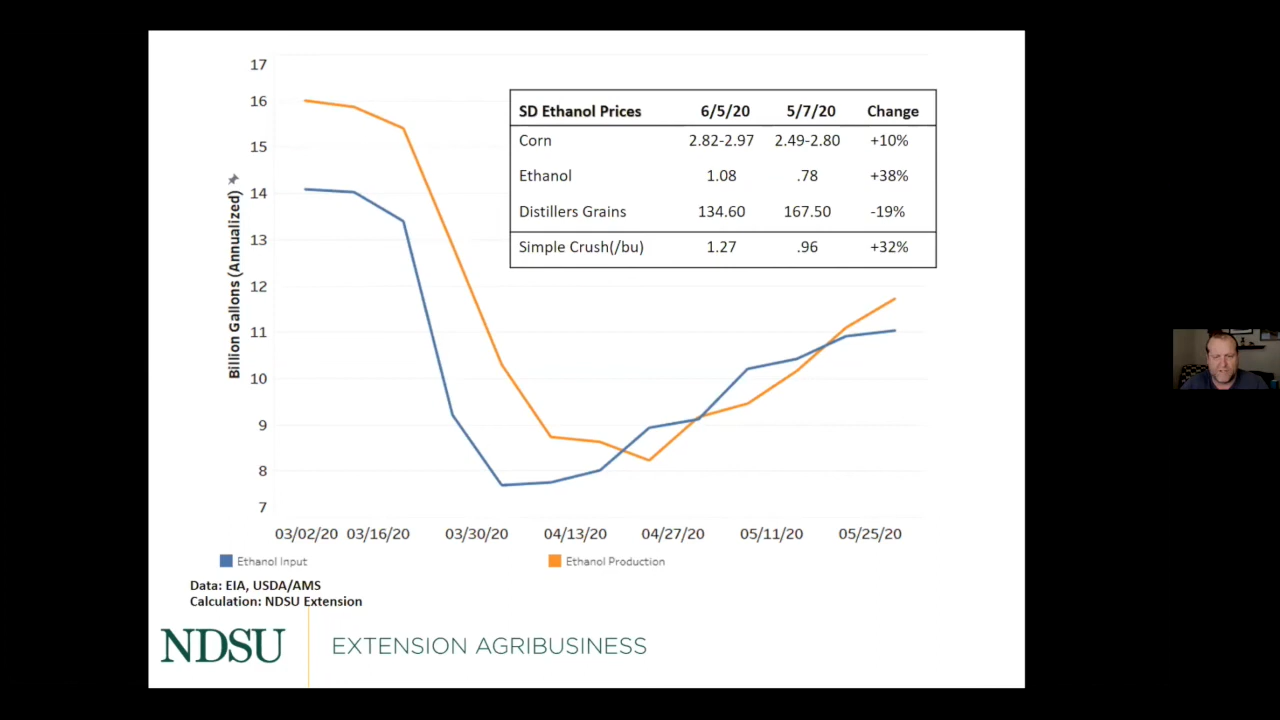 17
16
15
14
13
12
11
10
9
8
7
Billion Gallons (Annualized)
SD Ethanol Prices 6/5/20 5/7/20 Change
Corn 2.82-2.97 2.49-2.80 +10%
Ethanol 1.08 .78 +38%
Distillers Grains 134.60 167.50 -19%
Simple Crush(/bu) 1.27 .96 +32%
03/02/20 03/16/20 03/30/20 04/13/20 04/27/20 05/11/20 05/25/20
Ethanol Input Ethanol Production
Data: EIA, USDA/AMS
Calculation: NDSU Extension
NDSU EXTENSION AGRIBUSINESS